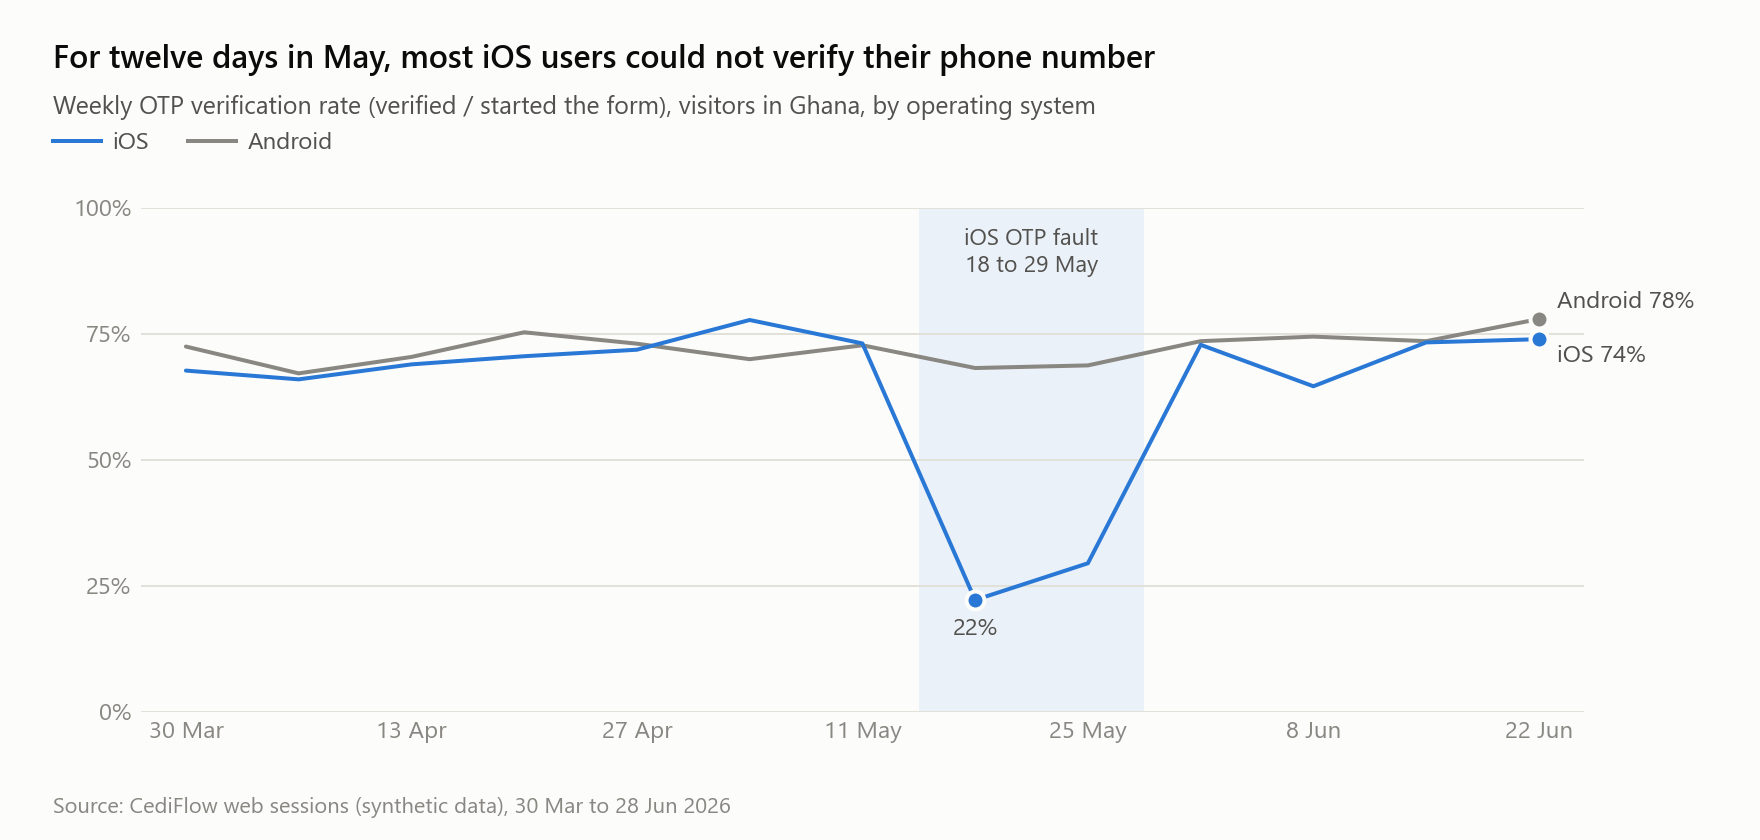 For twelve days in May, most iOS users could not verify their phone number
Weekly OTP verification rate (verified / started the form), visitors in Ghana, by operating system
iOS
Android
100%
iOS OTP fault
18 to 29 May
Android 78%
75%
iOS 74%
50%
25%
22%
0%
30 Mar
13 Apr
27 Apr
11 May
25 May
8 Jun
22 Jun
Source: CediFlow web sessions (synthetic data), 30 Mar to 28 Jun 2026